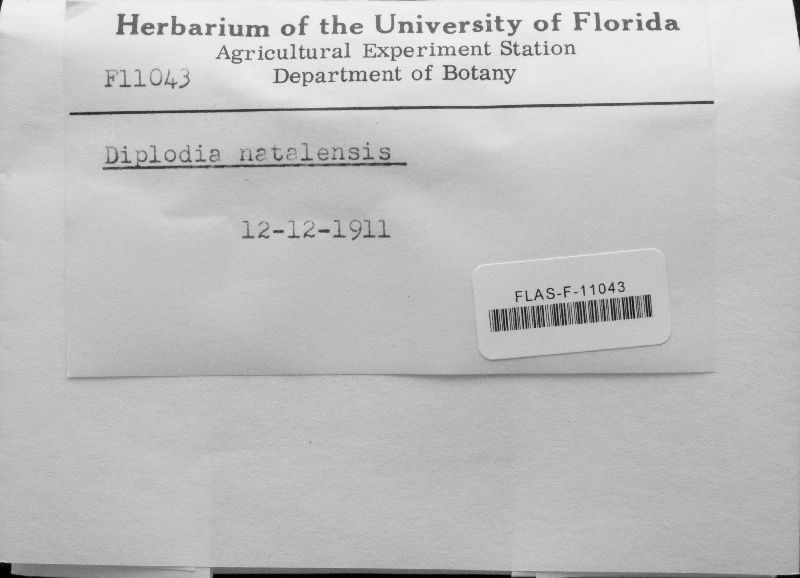 Herbarium of the University of Florida
Agricultural Experiment Station
F11043
Department of Botany
Diplodia natalensis
12-12-1911
FLAS-F-11043